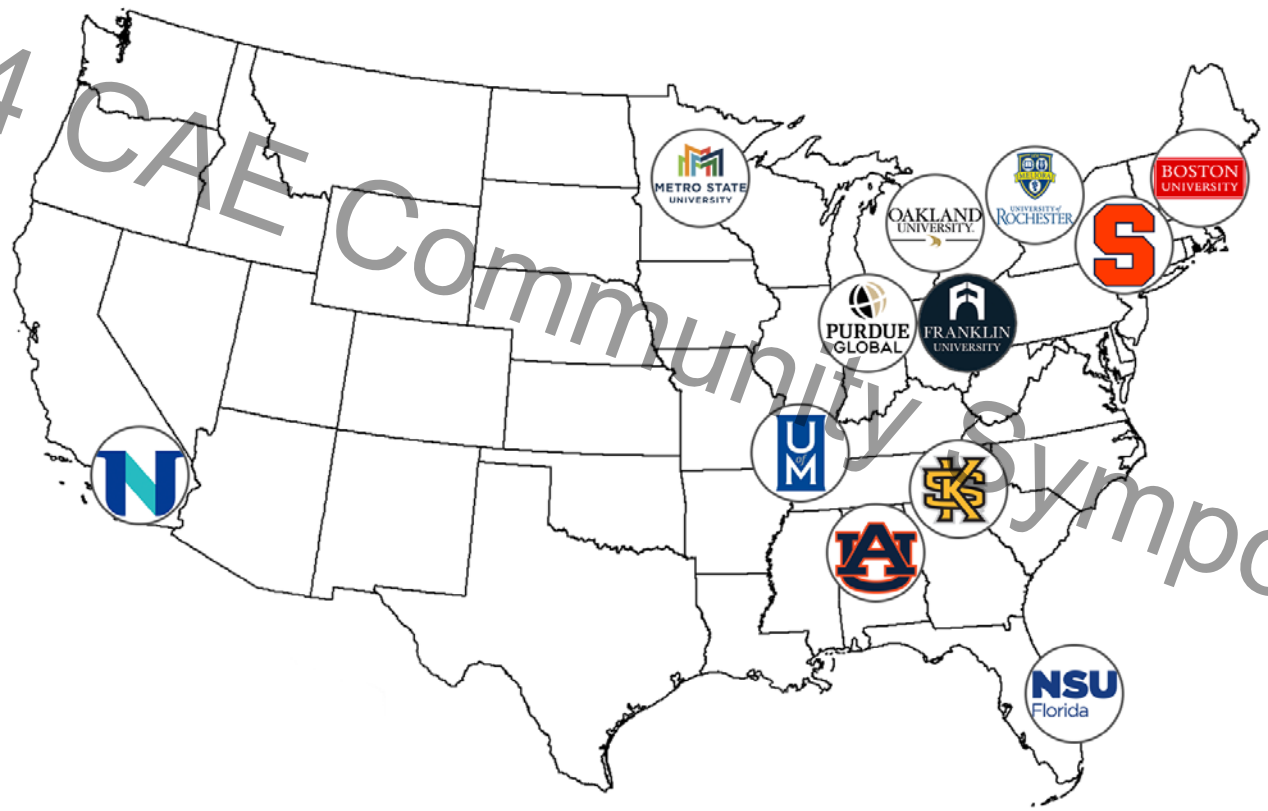 4 CAE Community Sympo
METRO STATE
UNIVERSITY
OAKLAND
UNIVERSITY.
MELIORA
UNIVERSITY of
ROCHESTER
BOSTON
UNIVERSITY
S
PURDUE
GLOBAL
FRANKLIN
UNIVERSITY
U
of
M
N
KS
AU
NSU
Florida